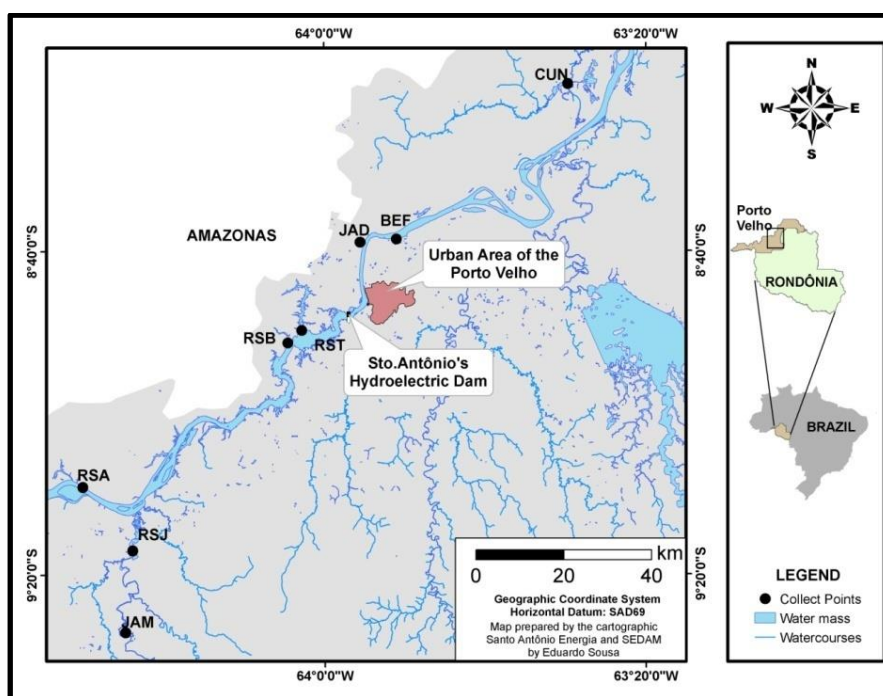 64°0'0"W
63°20'0"W
CUN
N
W
E
S
BEF
JAD
AMAZONAS
8°40'0"S
8°40'0"S
Urban Area of the
Porto Velho
Porto
Velho
RONDÔNIA
RSB
RST
Sto.Antônio's
Hydroelectric Dam
BRAZIL
RSA
RSJ
9°20'0"S
9°20'0"S
JAM
km
0
20
40
Geographic Coordinate System
Horizontal Datum: SAD69
Map prepared by the cartographic
Santo Antônio Energia and SEDAM
by Eduardo Sousa
LEGEND
Collect Points
Water mass
Watercourses
64°0'0"W
63°20'0"W